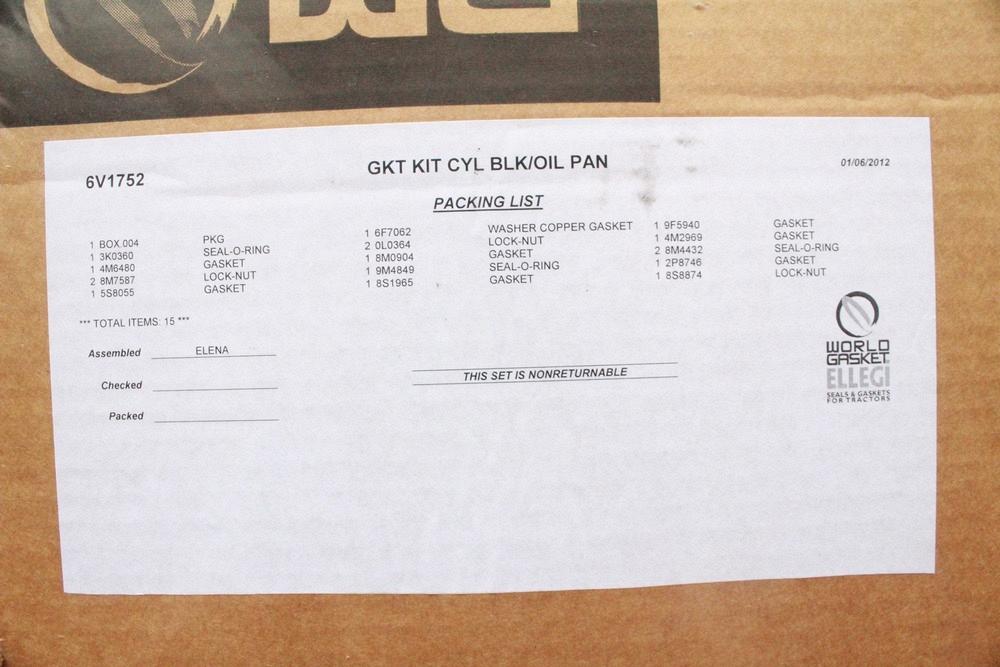 6V1752
GKT KIT CYL BLK/OIL PAN
01/06/2012
PACKING LIST
1 BOX.004 PKG
1 3K0360 SEAL-O-RING
1 4M6480 GASKET
2 8M7587 LOCK-NUT
1 5S8055 GASKET
1 6F7062 WASHER COPPER GASKET
2 0L0364 LOCK-NUT
1 8M0904 GASKET
1 9M4849 SEAL-O-RING
1 8S1965 GASKET
1 9F5940 GASKET
1 4M2969 GASKET
2 8M4432 SEAL-O-RING
1 2P8746 GASKET
1 8S8874 LOCK-NUT
*** TOTAL ITEMS: 15 ***
Assembled ELENA
Checked
Packed
THIS SET IS NONRETURNABLE
WORLD
GASKET
ELLEGI
SEALS & GASKETS
FOR TRACTORS